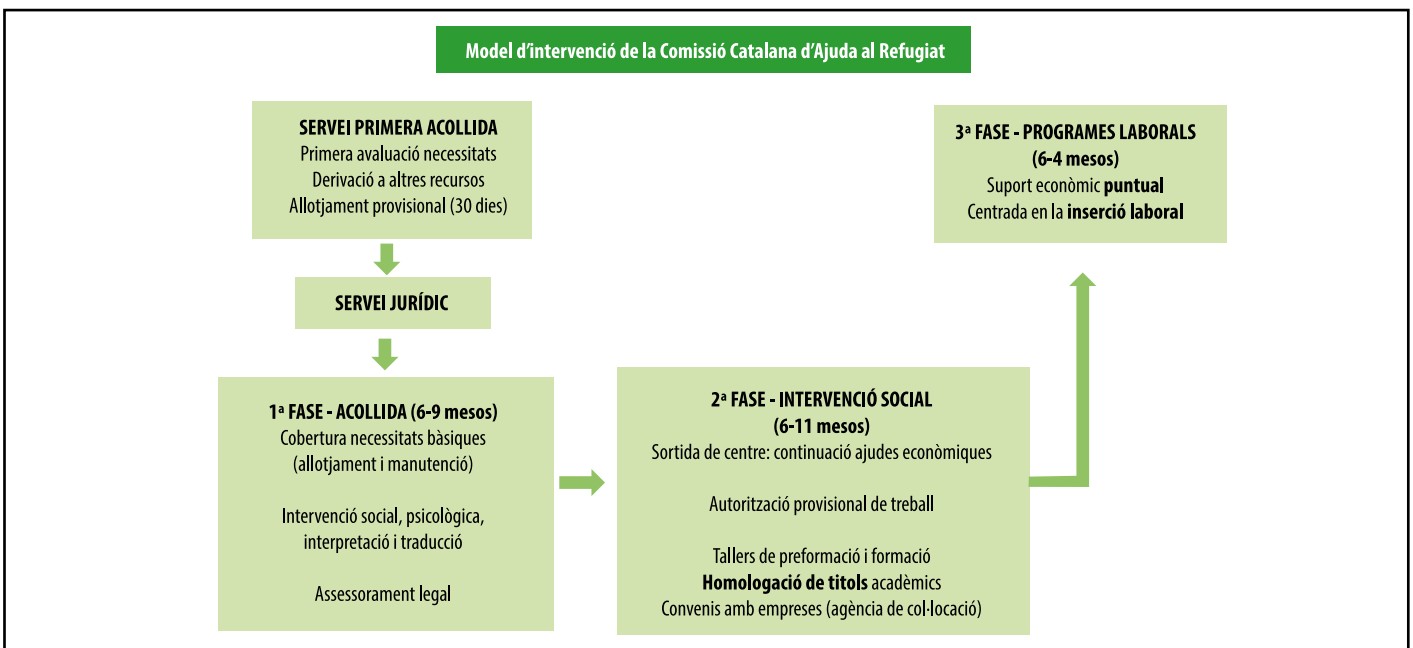 Model d'intervenció de la Comissió Catalana d'Ajuda al Refugiat
SERVEI PRIMERA ACOLLIDA
Primera avaluació necessitats
Derivació a altres recursos
Allotjament provisional (30 dies)
SERVEI JURÍDIC
1ª FASE - ACOLLIDA (6-9 mesos)
Cobertura necessitats bàsiques
(allotjament i manutenció)
Intervenció social, psicològica,
interpretació i traducció
Assessorament legal
2ª FASE - INTERVENCIÓ SOCIAL
(6-11 mesos)
Sortida de centre: continuació ajudes econòmiques
Autorització provisional de treball
Tallers de preformació i formació
Homologació de titols acadèmics
Convenis amb empreses (agència de col·locació)
3ª FASE - PROGRAMES LABORALS
(6-4 mesos)
Suport econòmic puntual
Centrada en la inserció laboral